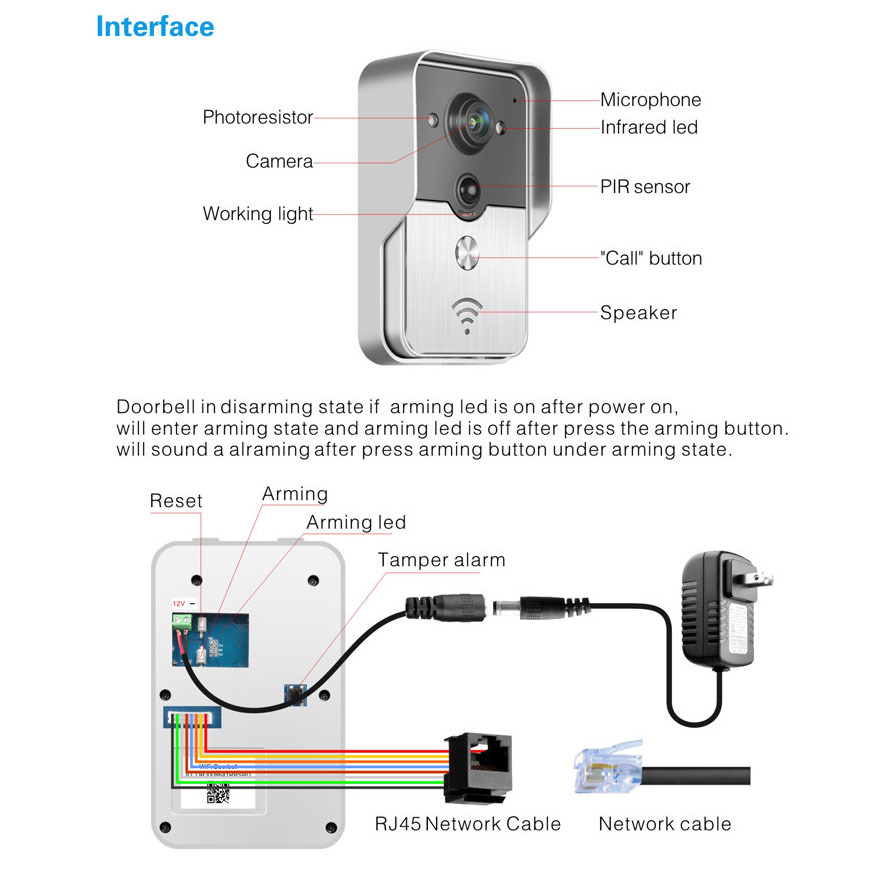 Interface
Photoresistor
Microphone
Infrared led
Camera
PIR sensor
Working light
"Call" button
Speaker
Doorbell in disarming state if arming led is on after power on,
will enter arming state and arming led is off after press the arming button.
will sound a alraming after press arming button under arming state.
Reset
Arming
Arming led
Tamper alarm
12V −
WiFi Doorbell
RJ45 Network Cable
Network cable